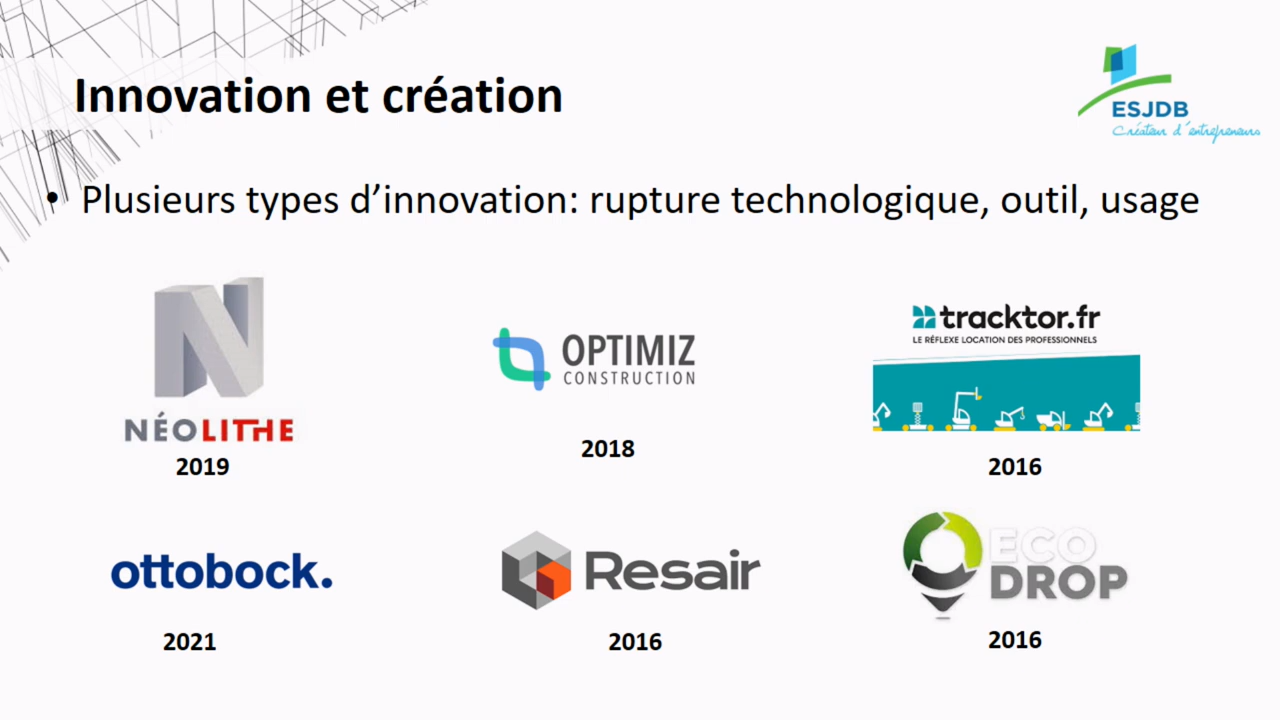 Innovation et création
ESJDB
Créateur d'entrepreneurs
• Plusieurs types d’innovation: rupture technologique, outil, usage
NÉOLITHE
2019
OPTIMIZ
CONSTRUCTION
2018
tracktor.fr
LE RÉFLEXE LOCATION DES PROFESSIONNELS
2016
ottobock.
2021
Resair
2016
ECO
DROP
2016